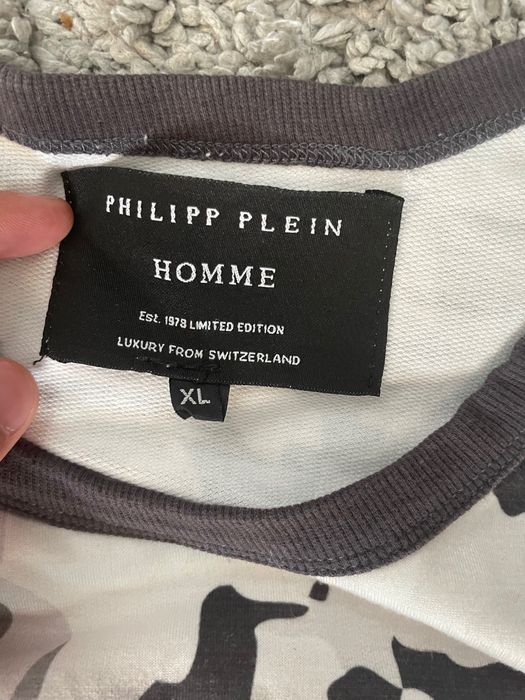 PHILIPP PLEIN
HOMME
Est. 1978 LIMITED EDITION
LUXURY FROM SWITZERLAND
XL